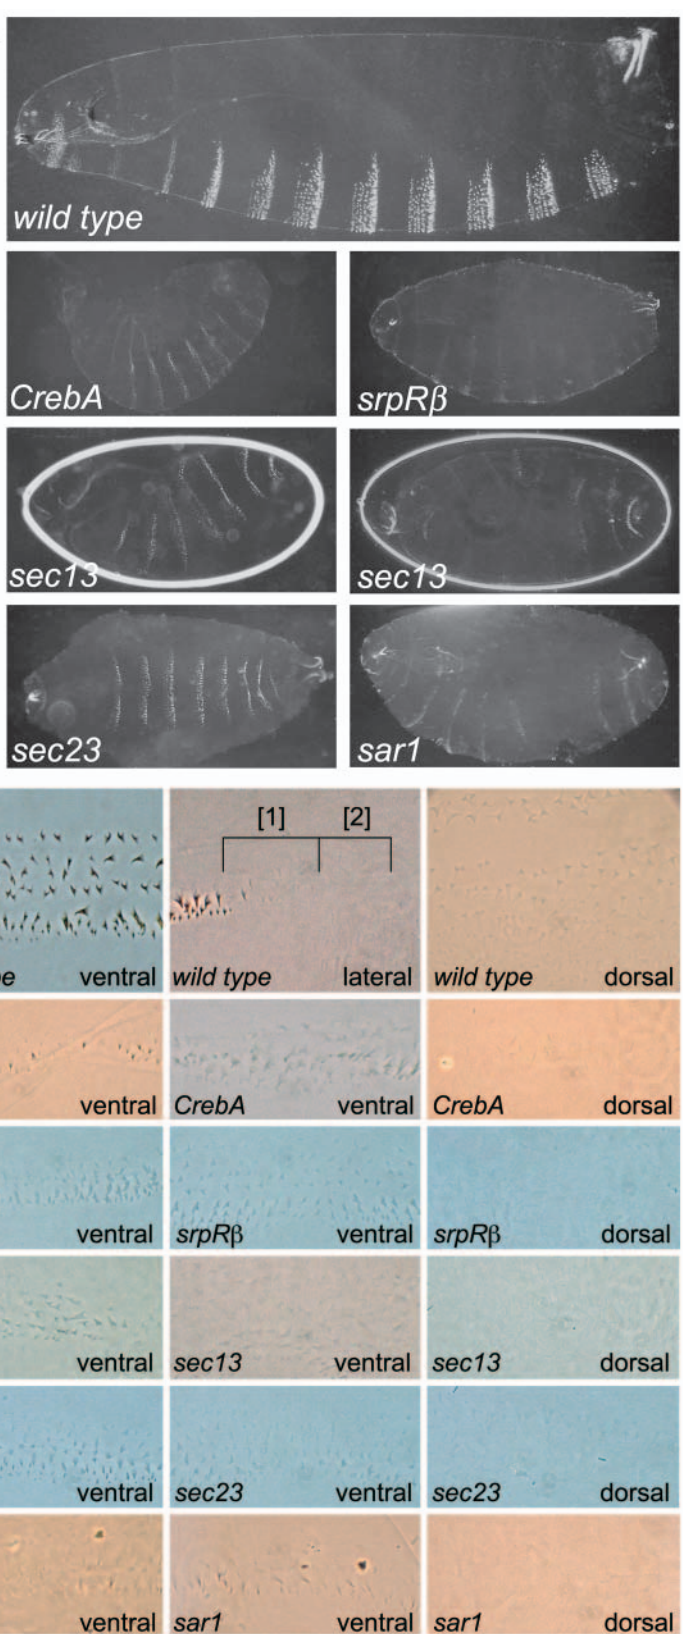 wild type
CrebA
srpRβ
sec13
sec13
sec23
sar1
[1] [2]
pe ventral
wild type lateral
wild type dorsal
ventral
CrebA ventral
CrebA dorsal
ventral
srpRβ ventral
srpRβ dorsal
ventral
sec13 ventral
sec13 dorsal
ventral
sec23 ventral
sec23 dorsal
ventral
sar1 ventral
sar1 dorsal